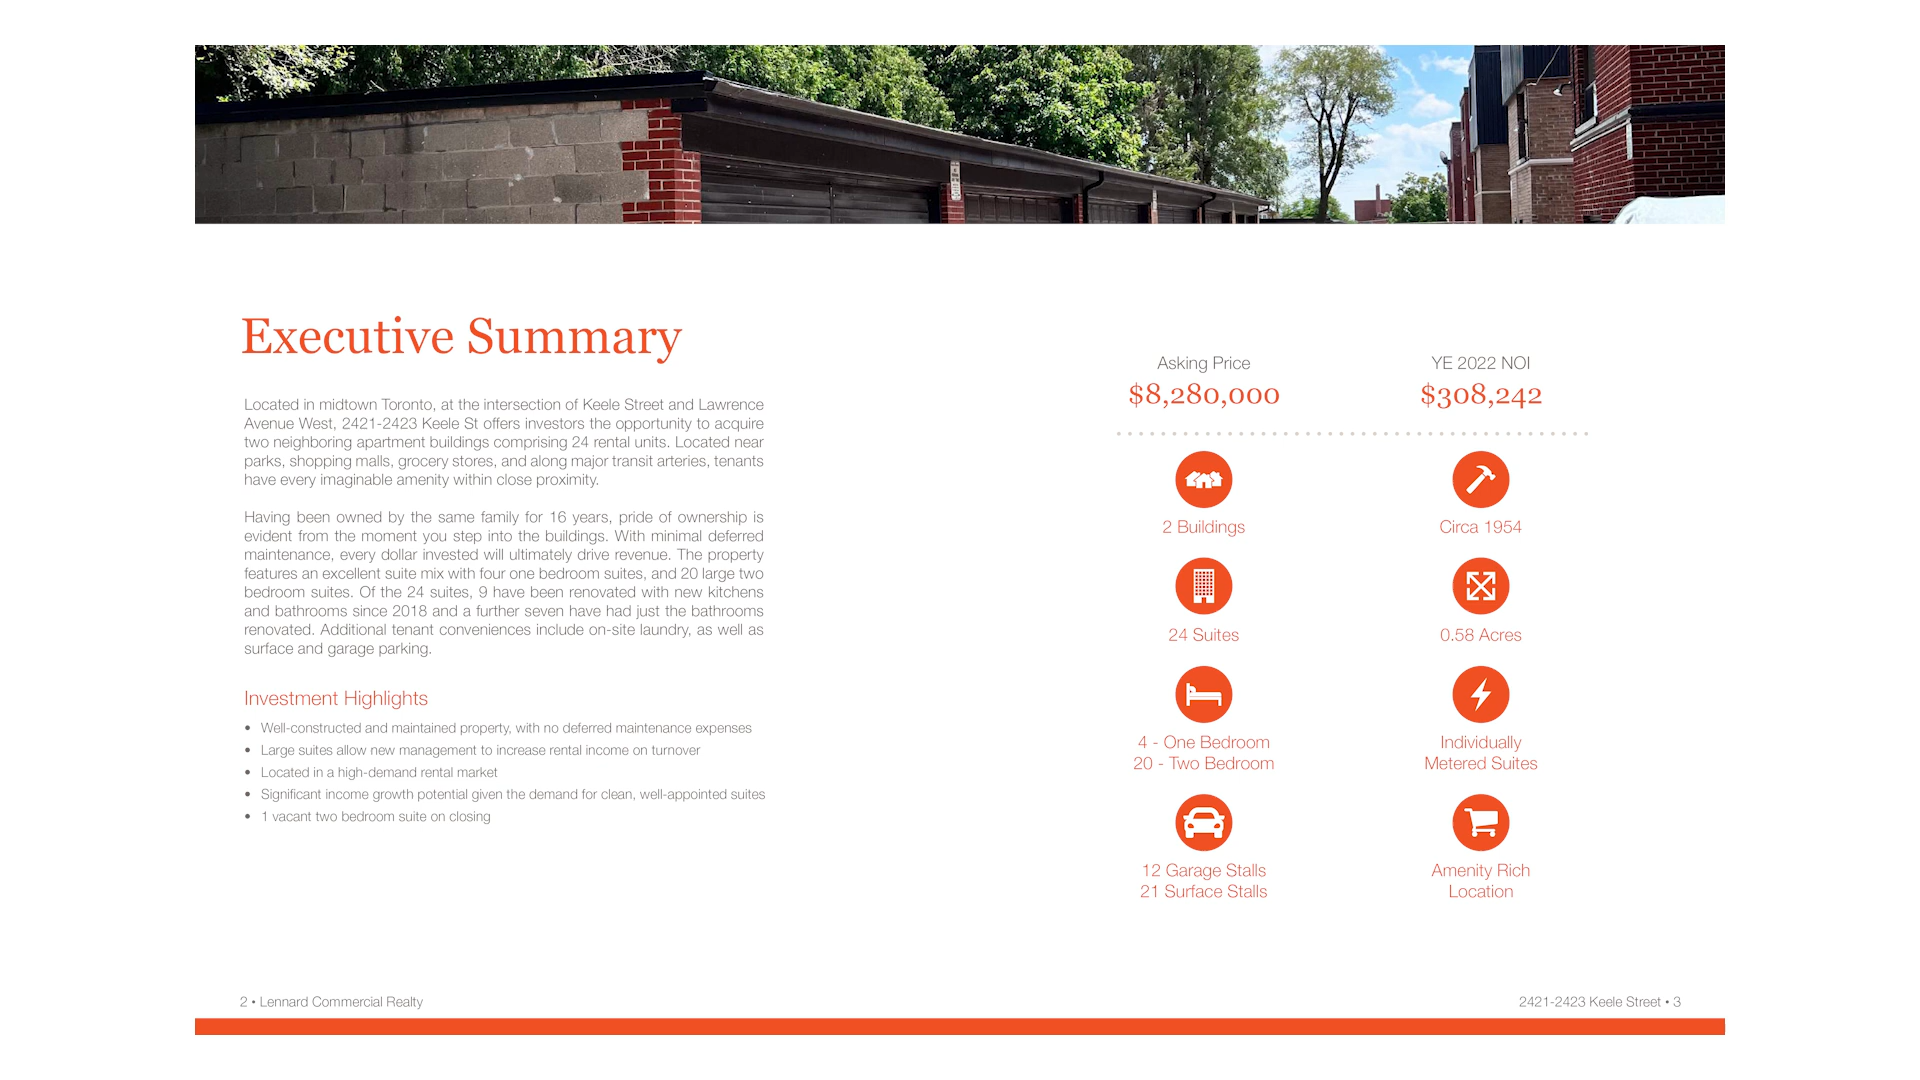 Executive Summary
Located in midtown Toronto, at the intersection of Keele Street and Lawrence
Avenue West, 2421-2423 Keele St offers investors the opportunity to acquire
two neighboring apartment buildings comprising 24 rental units. Located near
parks, shopping malls, grocery stores, and along major transit arteries, tenants
have every imaginable amenity within close proximity.
Having been owned by the same family for 16 years, pride of ownership is
evident from the moment you step into the buildings. With minimal deferred
maintenance, every dollar invested will ultimately drive revenue. The property
features an excellent suite mix with four one bedroom suites, and 20 large two
bedroom suites. Of the 24 suites, 9 have been renovated with new kitchens
and bathrooms since 2018 and a further seven have had just the bathrooms
renovated. Additional tenant conveniences include on-site laundry, as well as
surface and garage parking.
Investment Highlights
• Well-constructed and maintained property, with no deferred maintenance expenses
• Large suites allow new management to increase rental income on turnover
• Located in a high-demand rental market
• Significant income growth potential given the demand for clean, well-appointed suites
• 1 vacant two bedroom suite on closing
Asking Price
$8,280,000
YE 2022 NOI
$308,242
2 Buildings
Circa 1954
24 Suites
0.58 Acres
4 - One Bedroom
20 - Two Bedroom
Individually
Metered Suites
12 Garage Stalls
21 Surface Stalls
Amenity Rich
Location
2 • Lennard Commercial Realty
2421-2423 Keele Street • 3